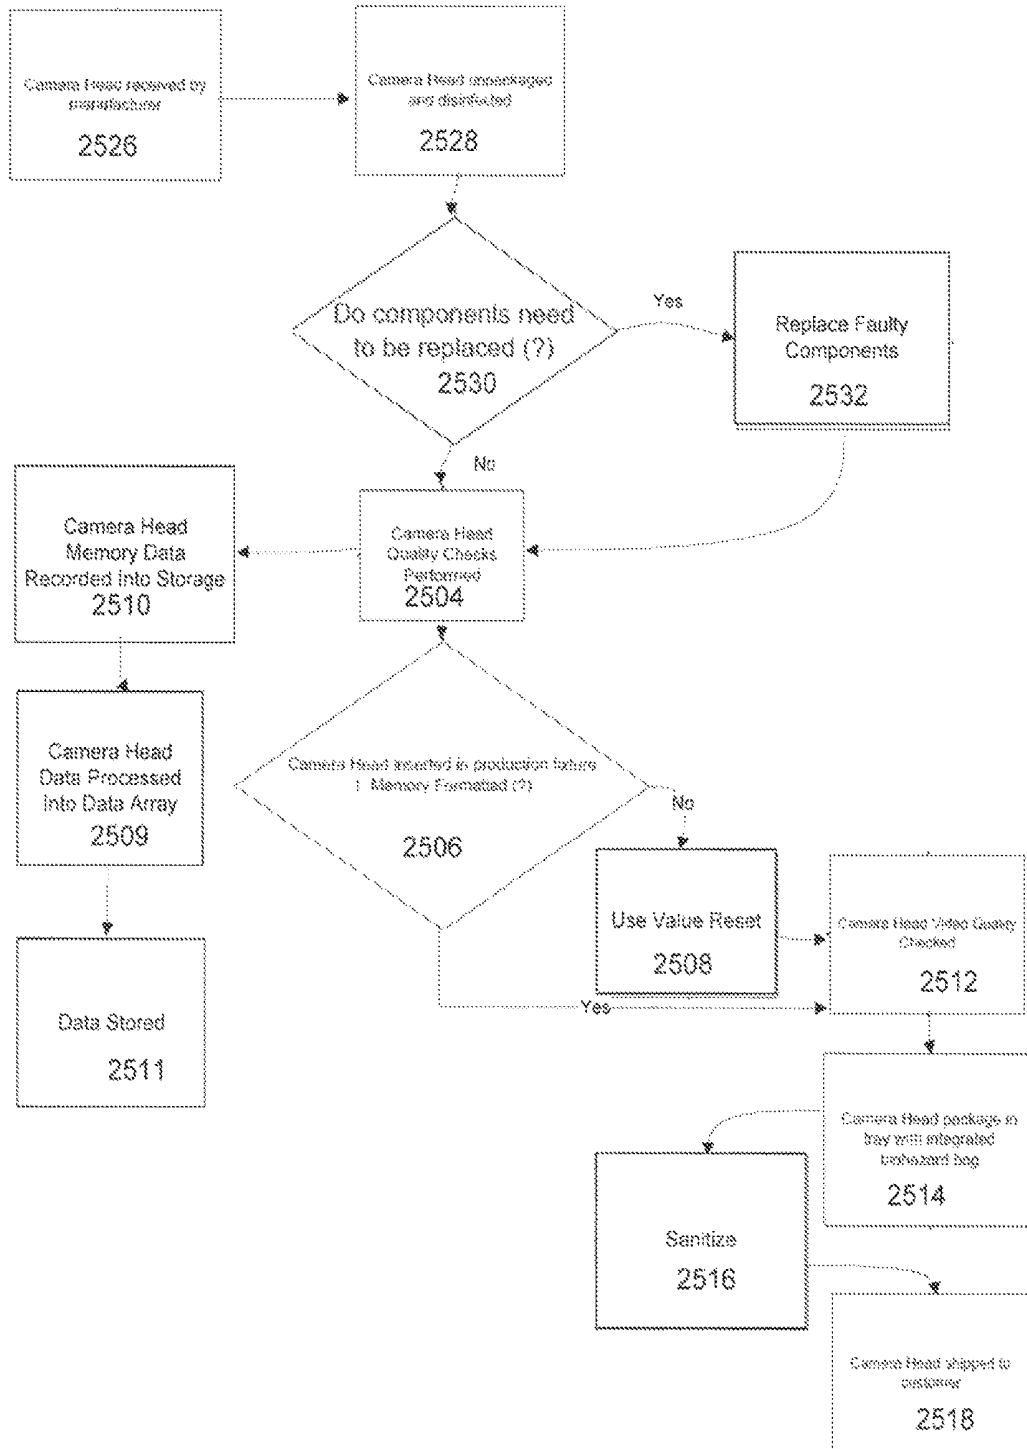 Camera Head received by
manufacturer
2526
Camera Head unpackaged
and disinfected
2528
Do components need
to be replaced (?)
2530
Yes
Replace Faulty
Components
2532
No
Camera Head
Memory Data
Recorded into Storage
2510
Camera Head
Quality Checks
Performed
2504
Camera Head
Data Processed
into Data Array
2509
Camera Head inserted in production fixture
Memory Formatted (?)
2506
No
Use Value Reset
2508
Camera Head Video Quality
Checked
2512
Yes
Data Stored
2511
Camera Head package in
tray with integrated
biohazard bag
2514
Sanitize
2516
Camera Head shipped to
customer
2518